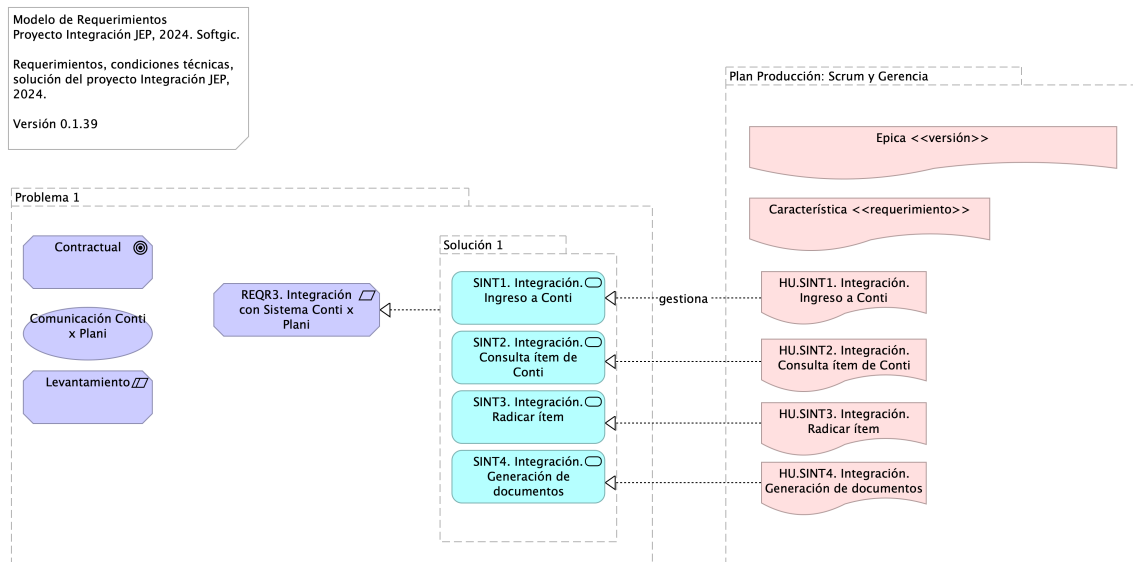 Modelo de Requerimientos
Proyecto Integración JEP, 2024. Softgic.
Requerimientos, condiciones técnicas,
solución del proyecto Integración JEP,
2024.
Versión 0.1.39
Plan Producción: Scrum y Gerencia
Epica <<versión>>
Característica <<requerimiento>>
Problema 1
Contractual
Comunicación Conti
x Plani
Levantamiento
REQR3. Integración
con Sistema Conti x
Plani
Solución 1
SINT1. Integración.
Ingreso a Conti
SINT2. Integración.
Consulta ítem de
Conti
SINT3. Integración.
Radicar ítem
SINT4. Integración.
Generación de
documentos
gestiona
HU.SINT1. Integración.
Ingreso a Conti
HU.SINT2. Integración.
Consulta ítem de Conti
HU.SINT3. Integración.
Radicar ítem
HU.SINT4. Integración.
Generación de documentos